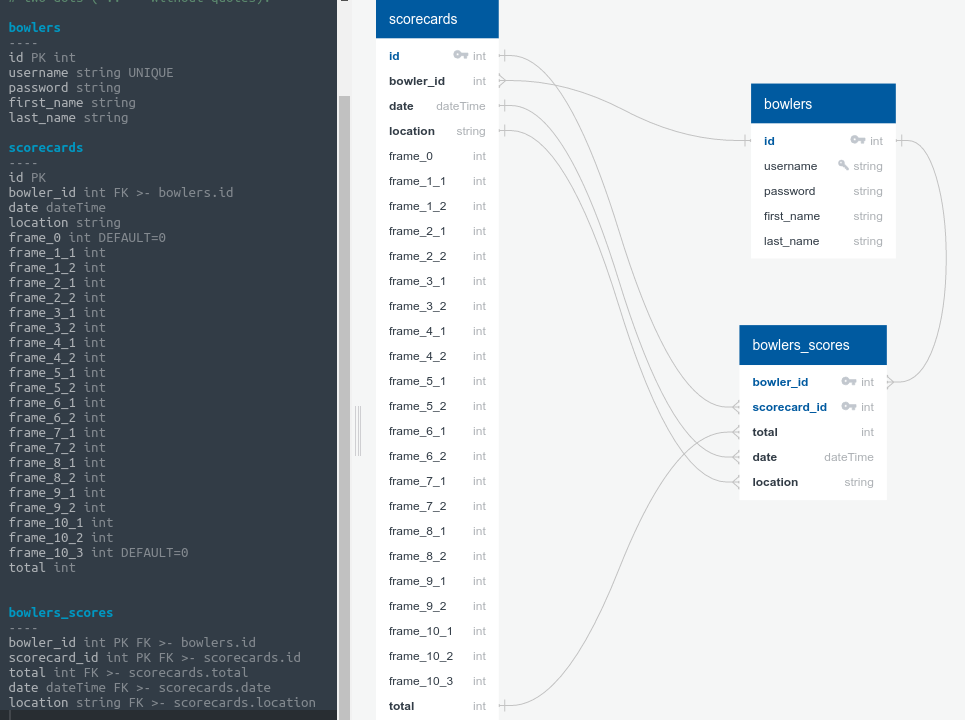 bowlers
----
id PK int
username string UNIQUE
password string
first_name string
last_name string
scorecards
----
id PK
bowler_id int FK >- bowlers.id
date dateTime
location string
frame_0 int DEFAULT=0
frame_1_1 int
frame_1_2 int
frame_2_1 int
frame_2_2 int
frame_3_1 int
frame_3_2 int
frame_4_1 int
frame_4_2 int
frame_5_1 int
frame_5_2 int
frame_6_1 int
frame_6_2 int
frame_7_1 int
frame_7_2 int
frame_8_1 int
frame_8_2 int
frame_9_1 int
frame_9_2 int
frame_10_1 int
frame_10_2 int
frame_10_3 int DEFAULT=0
total int
bowlers_scores
----
bowler_id int PK FK >- bowlers.id
scorecard_id int PK FK >- scorecards.id
total int FK >- scorecards.total
date dateTime FK >- scorecards.date
location string FK >- scorecards.location
scorecards
id int
bowler_id int
date dateTime
location string
frame_0 int
frame_1_1 int
frame_1_2 int
frame_2_1 int
frame_2_2 int
frame_3_1 int
frame_3_2 int
frame_4_1 int
frame_4_2 int
frame_5_1 int
frame_5_2 int
frame_6_1 int
frame_6_2 int
frame_7_1 int
frame_7_2 int
frame_8_1 int
frame_8_2 int
frame_9_1 int
frame_9_2 int
frame_10_1 int
frame_10_2 int
frame_10_3 int
total int
bowlers
id int
username string
password string
first_name string
last_name string
bowlers_scores
bowler_id int
scorecard_id int
total int
date dateTime
location string